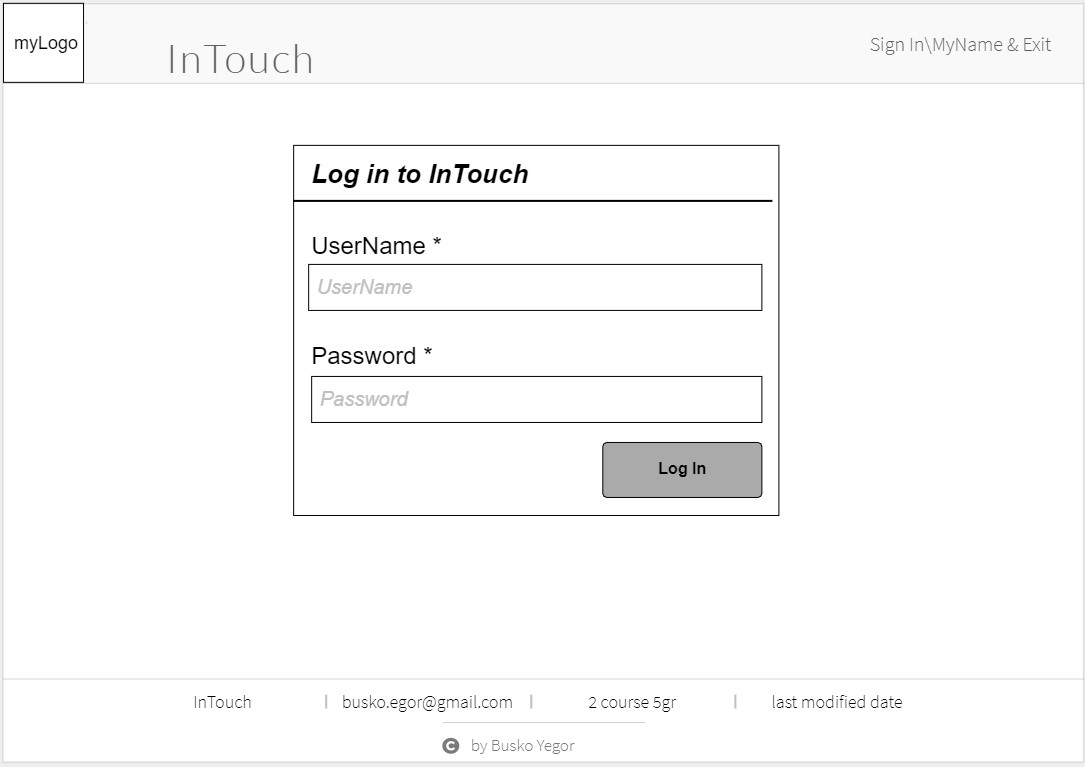 myLogo
InTouch
Sign In\MyName & Exit
Log in to InTouch
UserName *
UserName
Password *
Password
Log In
InTouch | busko.egor@gmail.com | 2 course 5gr | last modified date
© by Busko Yegor